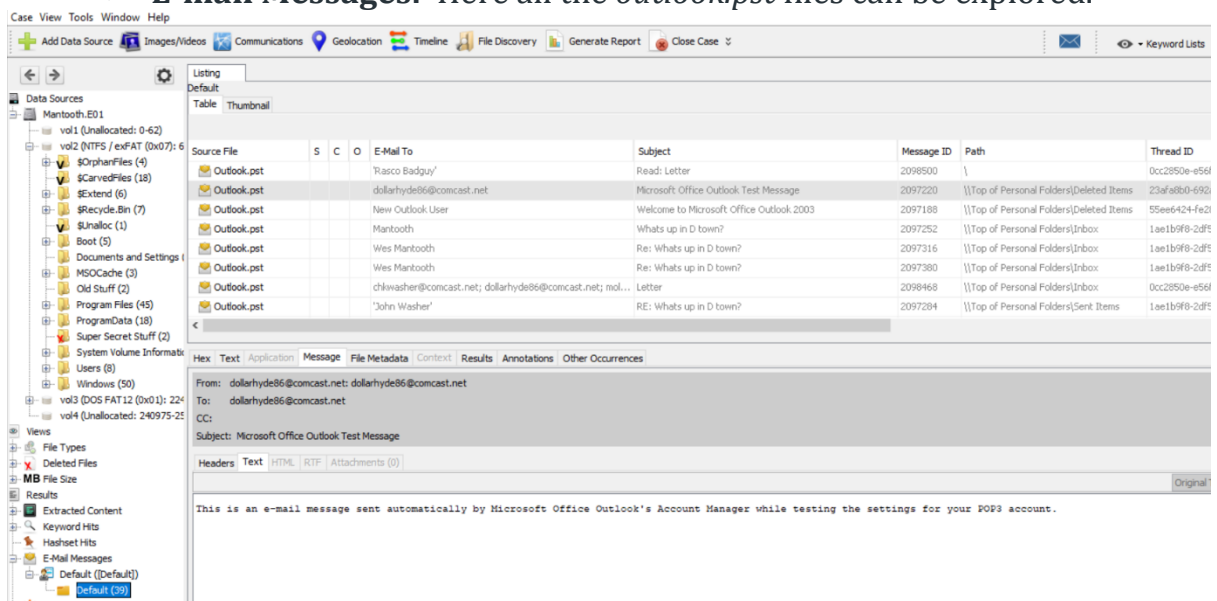 E-mail Messages: Here all the outlook.pst files can be explored.
Case View Tools Window Help
Add Data Source Images/Videos Communications Geolocation Timeline File Discovery Generate Report Close Case Keyword Lists
Listing
Default
Table Thumbnail
Data Sources
Mantooth.E01
vol1 (Unallocated: 0-62)
vol2 (NTFS / exFAT (0x07): 6
$OrphanFiles (4)
$CarvedFiles (18)
$Extend (6)
$Recycle.Bin (7)
$Unalloc (1)
Boot (5)
Documents and Settings (
MSOCache (3)
Old Stuff (2)
Program Files (45)
ProgramData (18)
Super Secret Stuff (2)
System Volume Informatio
Users (8)
Windows (50)
vol3 (DOS FAT12 (0x01): 224
vol4 (Unallocated: 240975-25
Views
File Types
Deleted Files
MB File Size
Results
Extracted Content
Keyword Hits
Hashset Hits
E-Mail Messages
Default ([Default])
Default (39)
Source File S C O E-Mail To Subject Message ID Path Thread ID
Outlook.pst 'Rasco Badguy' Read: Letter 2098500 \ 0cc2850e-e56f
Outlook.pst dollarhyde86@comcast.net Microsoft Office Outlook Test Message 2097220 \\Top of Personal Folders\Deleted Items 23afa8b0-692a
Outlook.pst New Outlook User Welcome to Microsoft Office Outlook 2003 2097188 \\Top of Personal Folders\Deleted Items 55ee6424-fe28
Outlook.pst Mantooth Whats up in D town? 2097252 \\Top of Personal Folders\Inbox 1ae1b9f8-2df5
Outlook.pst Wes Mantooth Re: Whats up in D town? 2097316 \\Top of Personal Folders\Inbox 1ae1b9f8-2df5
Outlook.pst Wes Mantooth Re: Whats up in D town? 2097380 \\Top of Personal Folders\Inbox 1ae1b9f8-2df5
Outlook.pst chkwasher@comcast.net; dollarhyde86@comcast.net; mol... Letter 2098468 \\Top of Personal Folders\Inbox 0cc2850e-e56f
Outlook.pst 'John Washer' RE: Whats up in D town? 2097284 \\Top of Personal Folders\Sent Items 1ae1b9f8-2df5
Hex Text Application Message File Metadata Context Results Annotations Other Occurrences
From: dollarhyde86@comcast.net: dollarhyde86@comcast.net
To: dollarhyde86@comcast.net
CC:
Subject: Microsoft Office Outlook Test Message
Headers Text HTML RTF Attachments (0)
Original
This is an e-mail message sent automatically by Microsoft Office Outlook's Account Manager while testing the settings for your POP3 account.